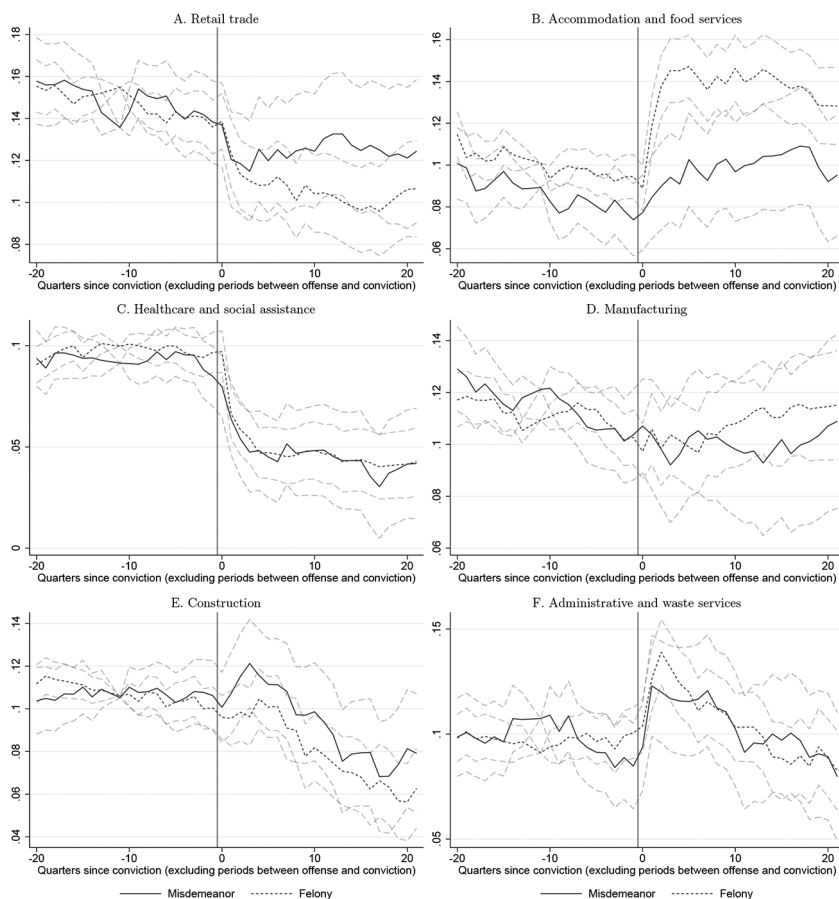 A. Retail trade
.18
.16
.14
.12
.1
.08
-20 -10 0 10 20
Quarters since conviction (excluding periods between offense and conviction)
B. Accommodation and food services
.16
.14
.12
.1
.08
.06
-20 -10 0 10 20
Quarters since conviction (excluding periods between offense and conviction)
C. Healthcare and social assistance
.1
.05
0
-20 -10 0 10 20
Quarters since conviction (excluding periods between offense and conviction)
D. Manufacturing
.14
.12
.1
.08
.06
-20 -10 0 10 20
Quarters since conviction (excluding periods between offense and conviction)
E. Construction
.14
.12
.1
.08
.06
.04
-20 -10 0 10 20
Quarters since conviction (excluding periods between offense and conviction)
Misdemeanor Felony
F. Administrative and waste services
.15
.1
.05
-20 -10 0 10 20
Quarters since conviction (excluding periods between offense and conviction)
Misdemeanor Felony